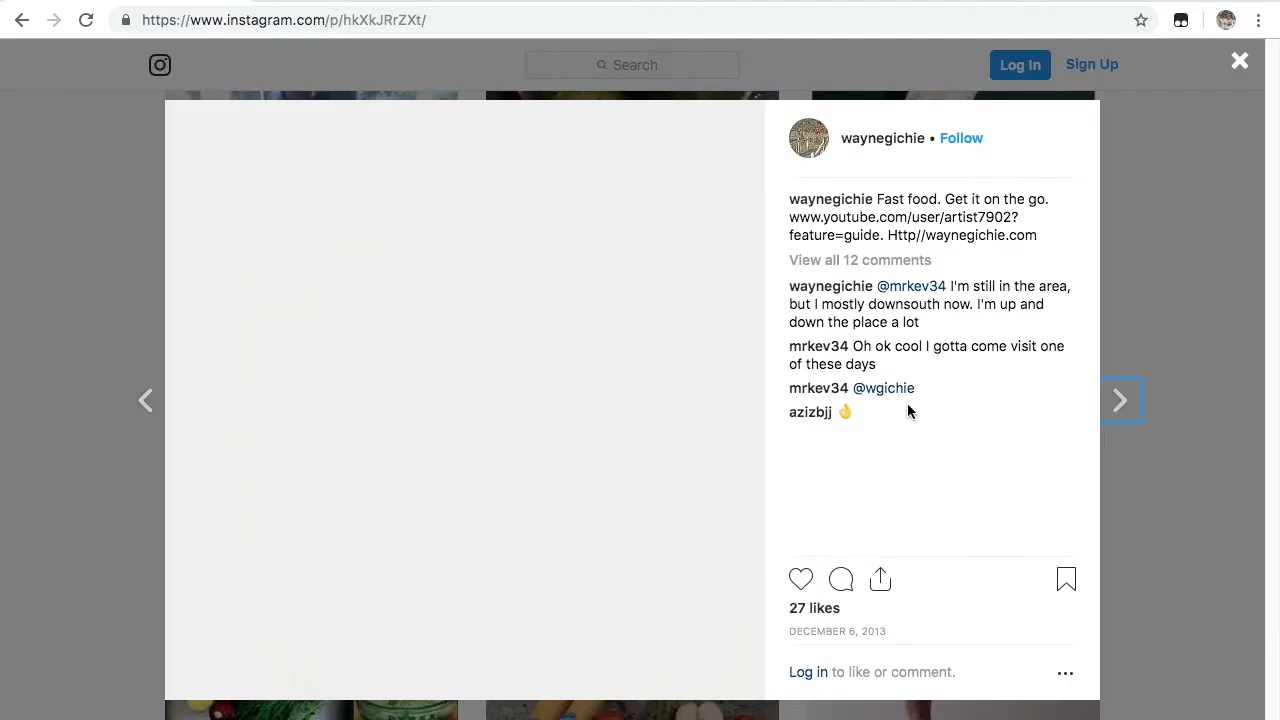 https://www.instagram.com/p/hkXkJRrZXt/
Search
Log In
Sign Up
waynegichie • Follow
waynegichie Fast food. Get it on the go.
www.youtube.com/user/artist7902?
feature=guide. Http//waynegichie.com
View all 12 comments
waynegichie @mrkev34 I'm still in the area,
but I mostly downsouth now. I'm up and
down the place a lot
mrkev34 Oh ok cool I gotta come visit one
of these days
mrkev34 @wgichie
azizbjj 👌
27 likes
DECEMBER 6, 2013
Log in to like or comment.